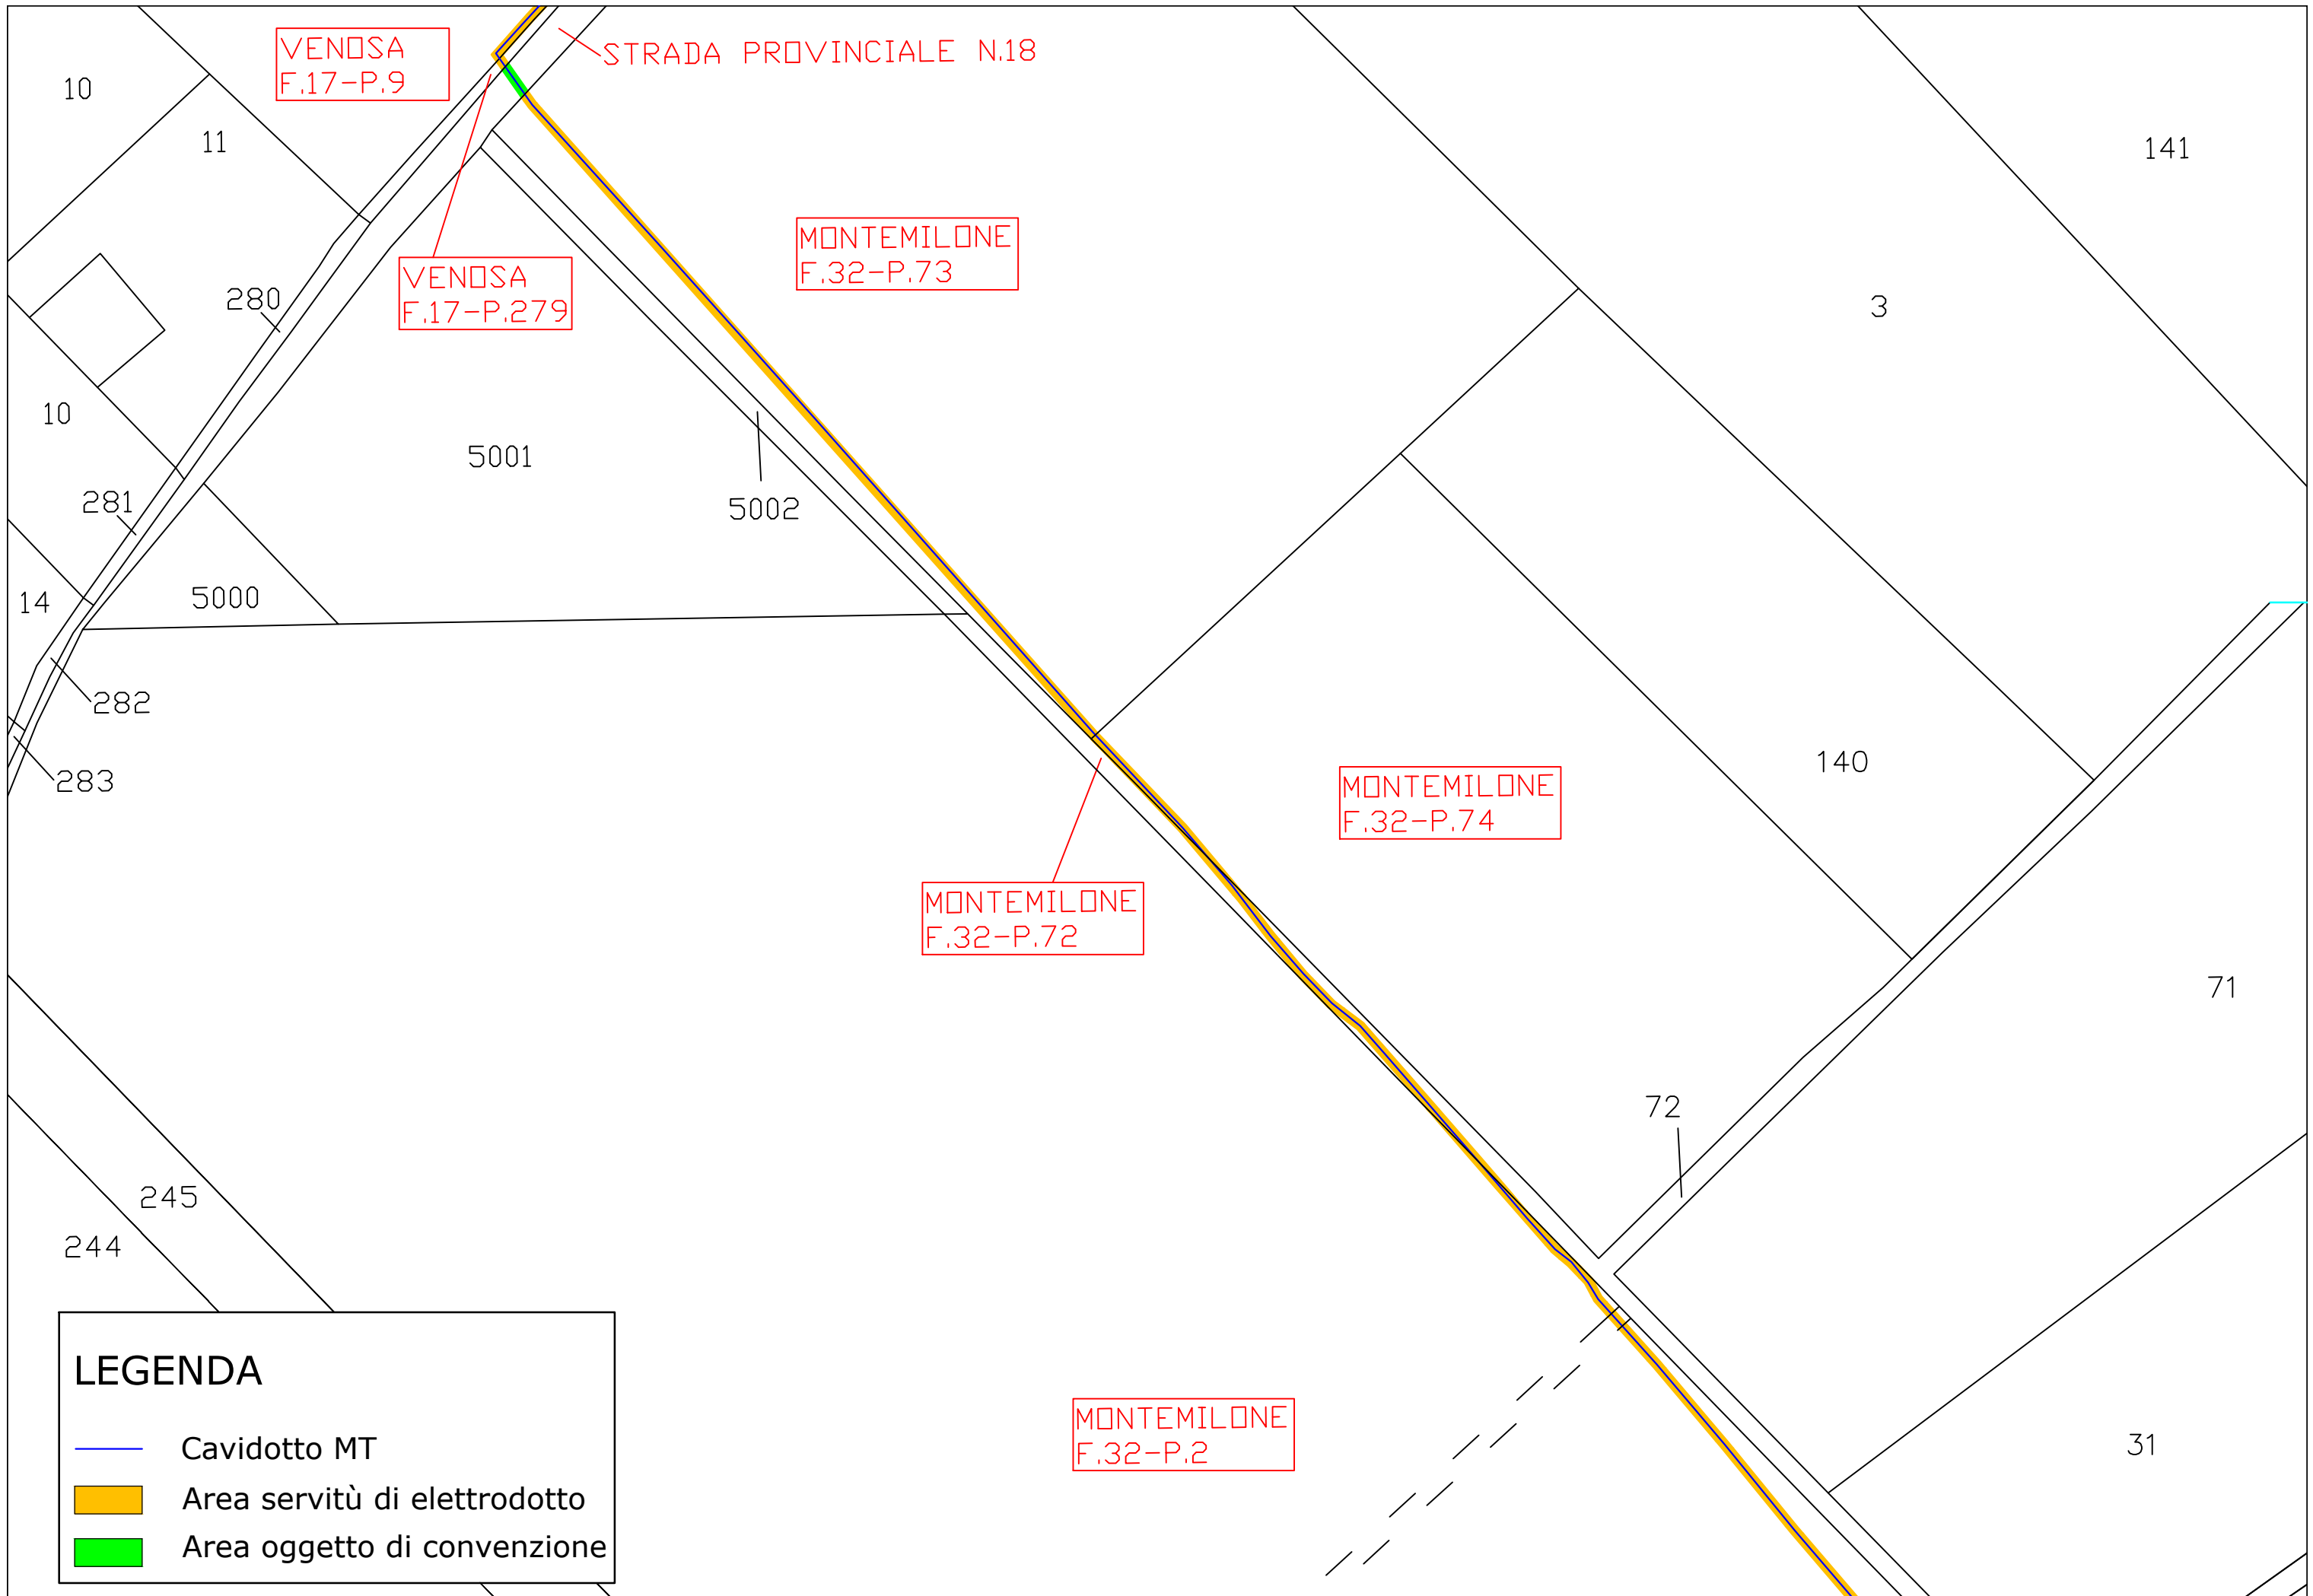 VENOSA
F.17-P.9
STRADA PROVINCIALE N.18
10
11
141
MONTEMILONE
F.32-P.73
VENOSA
F.17-P.279
280
3
10
5001
281
5002
5000
14
282
283
140
MONTEMILONE
F.32-P.74
MONTEMILONE
F.32-P.72
71
72
245
244
MONTEMILONE
F.32-P.2
31
LEGENDA
Cavidotto MT
Area servitù di elettrodotto
Area oggetto di convenzione